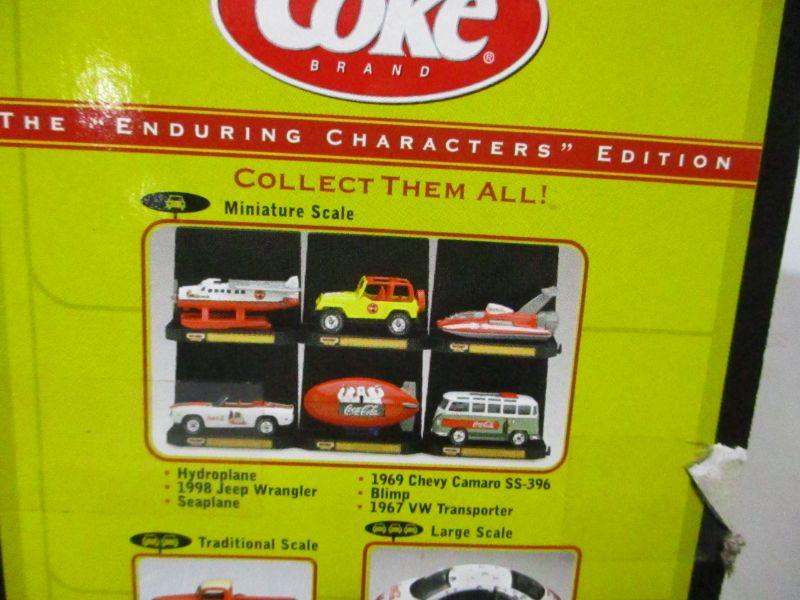 Coke
BRAND ®
THE "ENDURING CHARACTERS" EDITION
COLLECT THEM ALL!
Miniature Scale
Coca-Cola
Coca-Cola
• Hydroplane
• 1998 Jeep Wrangler
• Seaplane
• 1969 Chevy Camaro SS-396
• Blimp
• 1967 VW Transporter
Traditional Scale
Large Scale